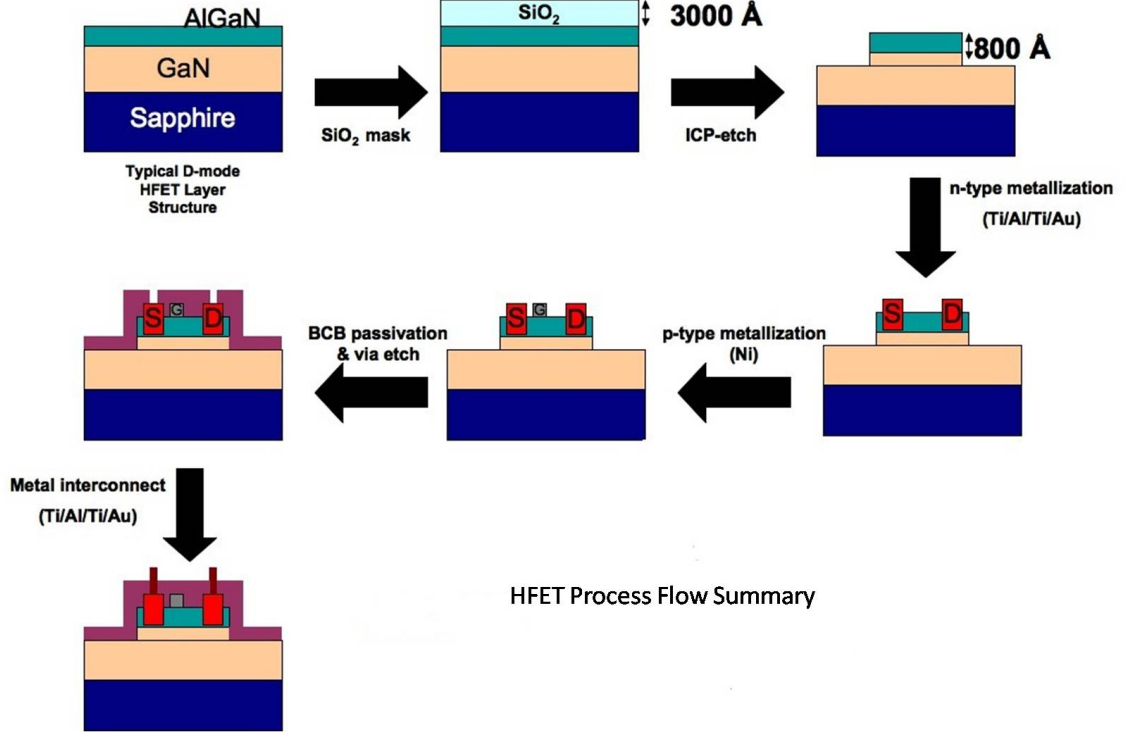 AlGaN
GaN
Sapphire
Typical D-mode
HFET Layer
Structure
SiO₂ mask
SiO₂
3000 Å
ICP-etch
800 Å
n-type metallization
(Ti/Al/Ti/Au)
S
D
p-type metallization
(Ni)
S
G
D
BCB passivation
& via etch
S
G
D
Metal interconnect
(Ti/Al/Ti/Au)
HFET Process Flow Summary